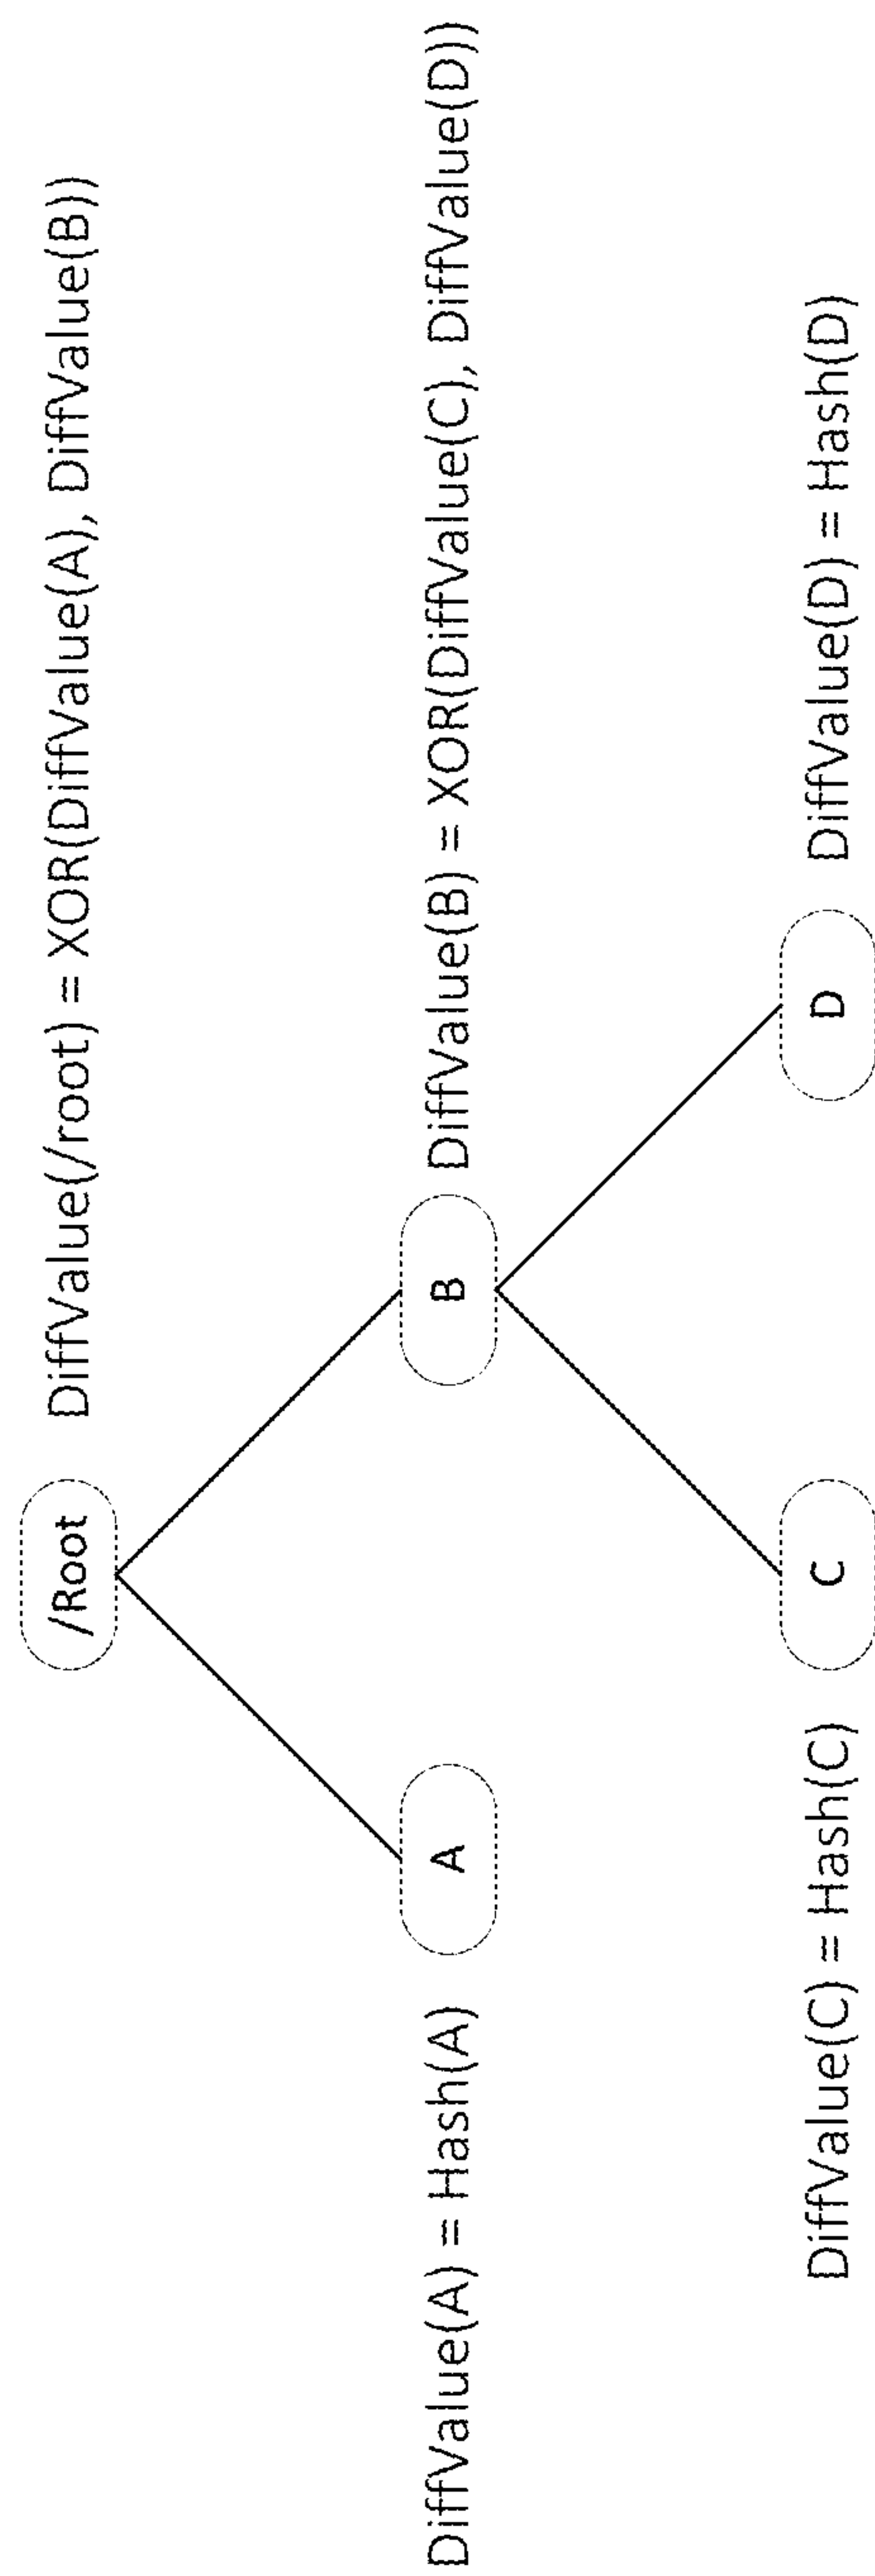 /Root DiffValue(/root) = XOR(DiffValue(A), DiffValue(B))
DiffValue(A) = Hash(A) A B DiffValue(B) = XOR(DiffValue(C), DiffValue(D))
DiffValue(C) = Hash(C) C D DiffValue(D) = Hash(D)